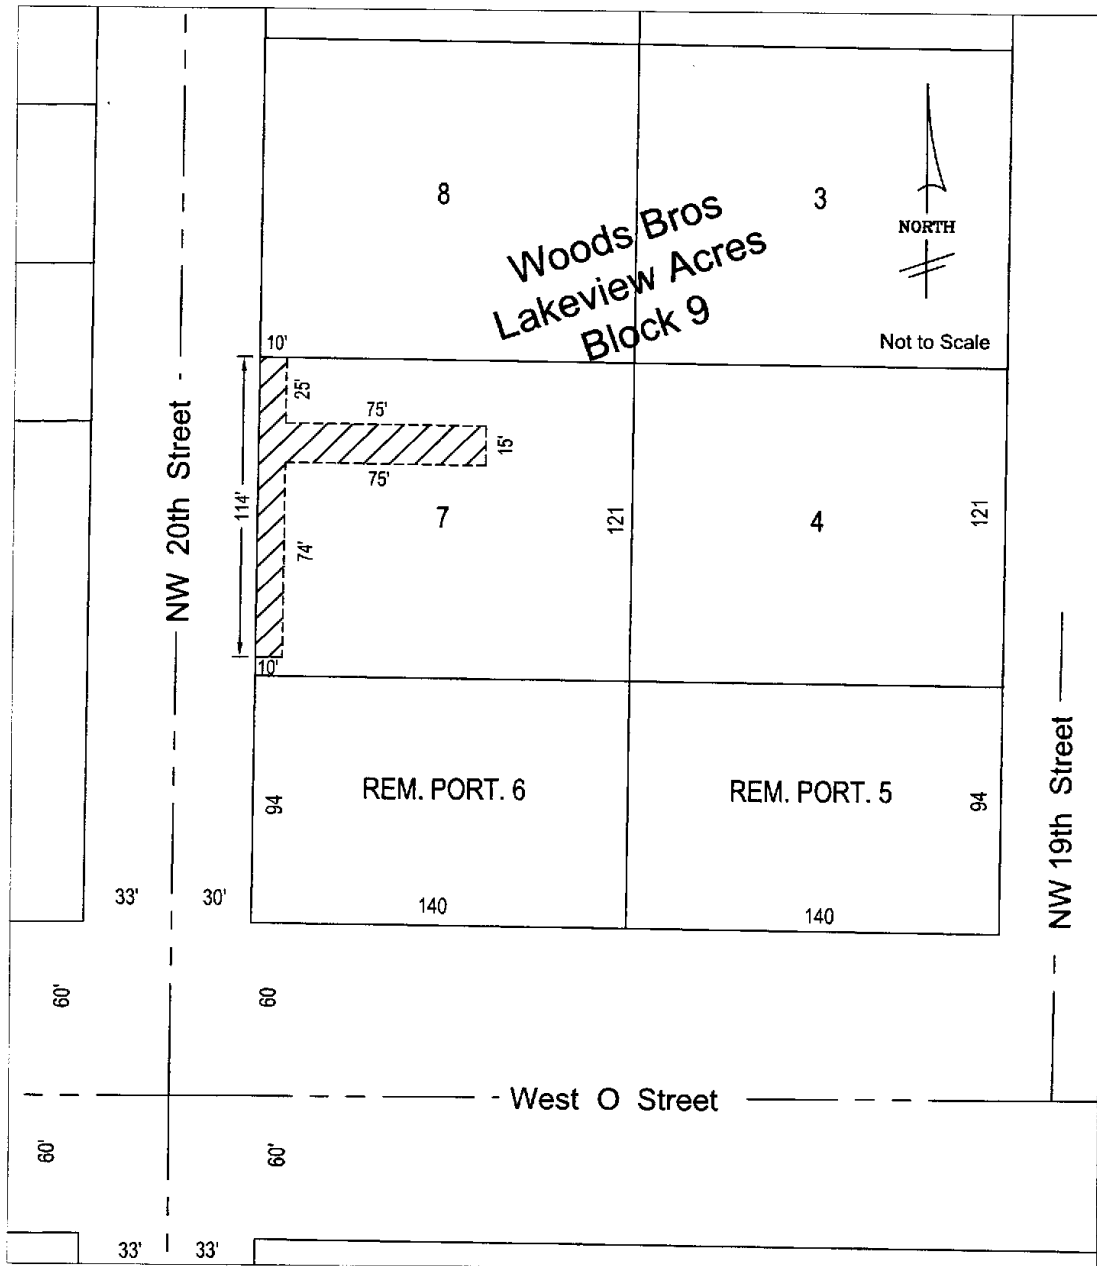 8
3
Woods Bros
Lakeview Acres
Block 9
NORTH
Not to Scale
10'
25'
75'
15'
75'
114'
74'
10'
7
121
4
121
NW 20th Street
94
REM. PORT. 6
REM. PORT. 5
94
NW 19th Street
33'
30'
140
140
60'
60
West O Street
60'
60'
33'
33'